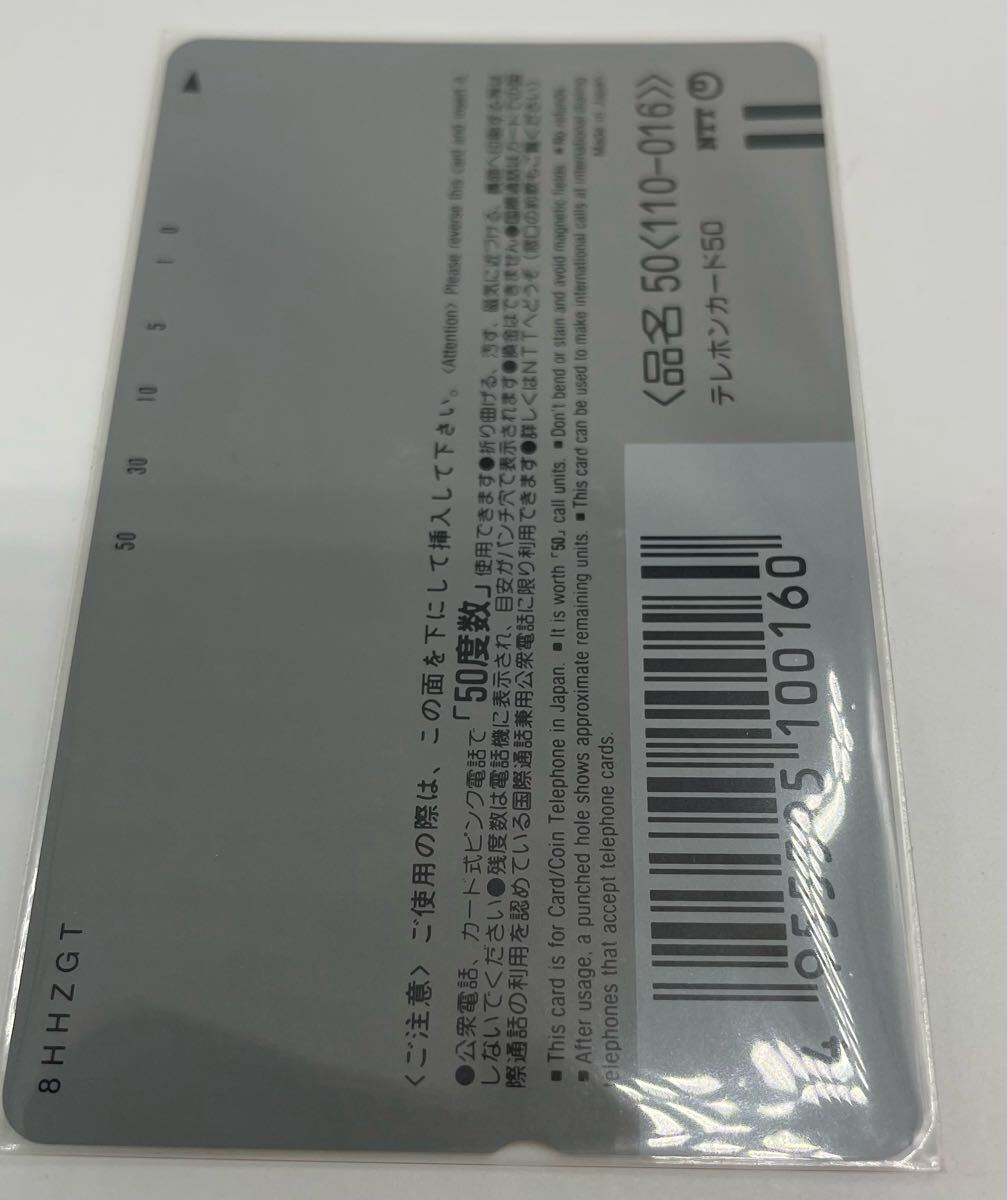 8HHZGT
50 30 10 5 1 0
<ご注意> ご使用の際は、この面を下にして挿入して下さい。<Attention> Please reverse this card and insert it.
●公衆電話、カード式ピンク電話で「50度数」使用できます●折り曲げる、汚す、磁気に近づける、券面へ印刷する等は
しないでください●残度数は電話機に表示され、目安がパンチ穴で表示されます●換金はできません●国際通話はカードでの国
際通話の利用を認めている国際通話兼用公衆電話に限り利用できます●詳しくはNTTへどうぞ(窓口の約款もご覧ください)
■This card is for Card/Coin Telephone in Japan. ■It is worth「50」call units. ■Don't bend or stain and avoid magnetic fields. ■No refunds.
■After usage, a punched hole shows approximate remaining units. ■This card can be used to make international calls at international dialing
telephones that accept telephone cards. Made in Japan
<品名 50<110-016>>
テレホンカード50
NTT
4 955525 100160